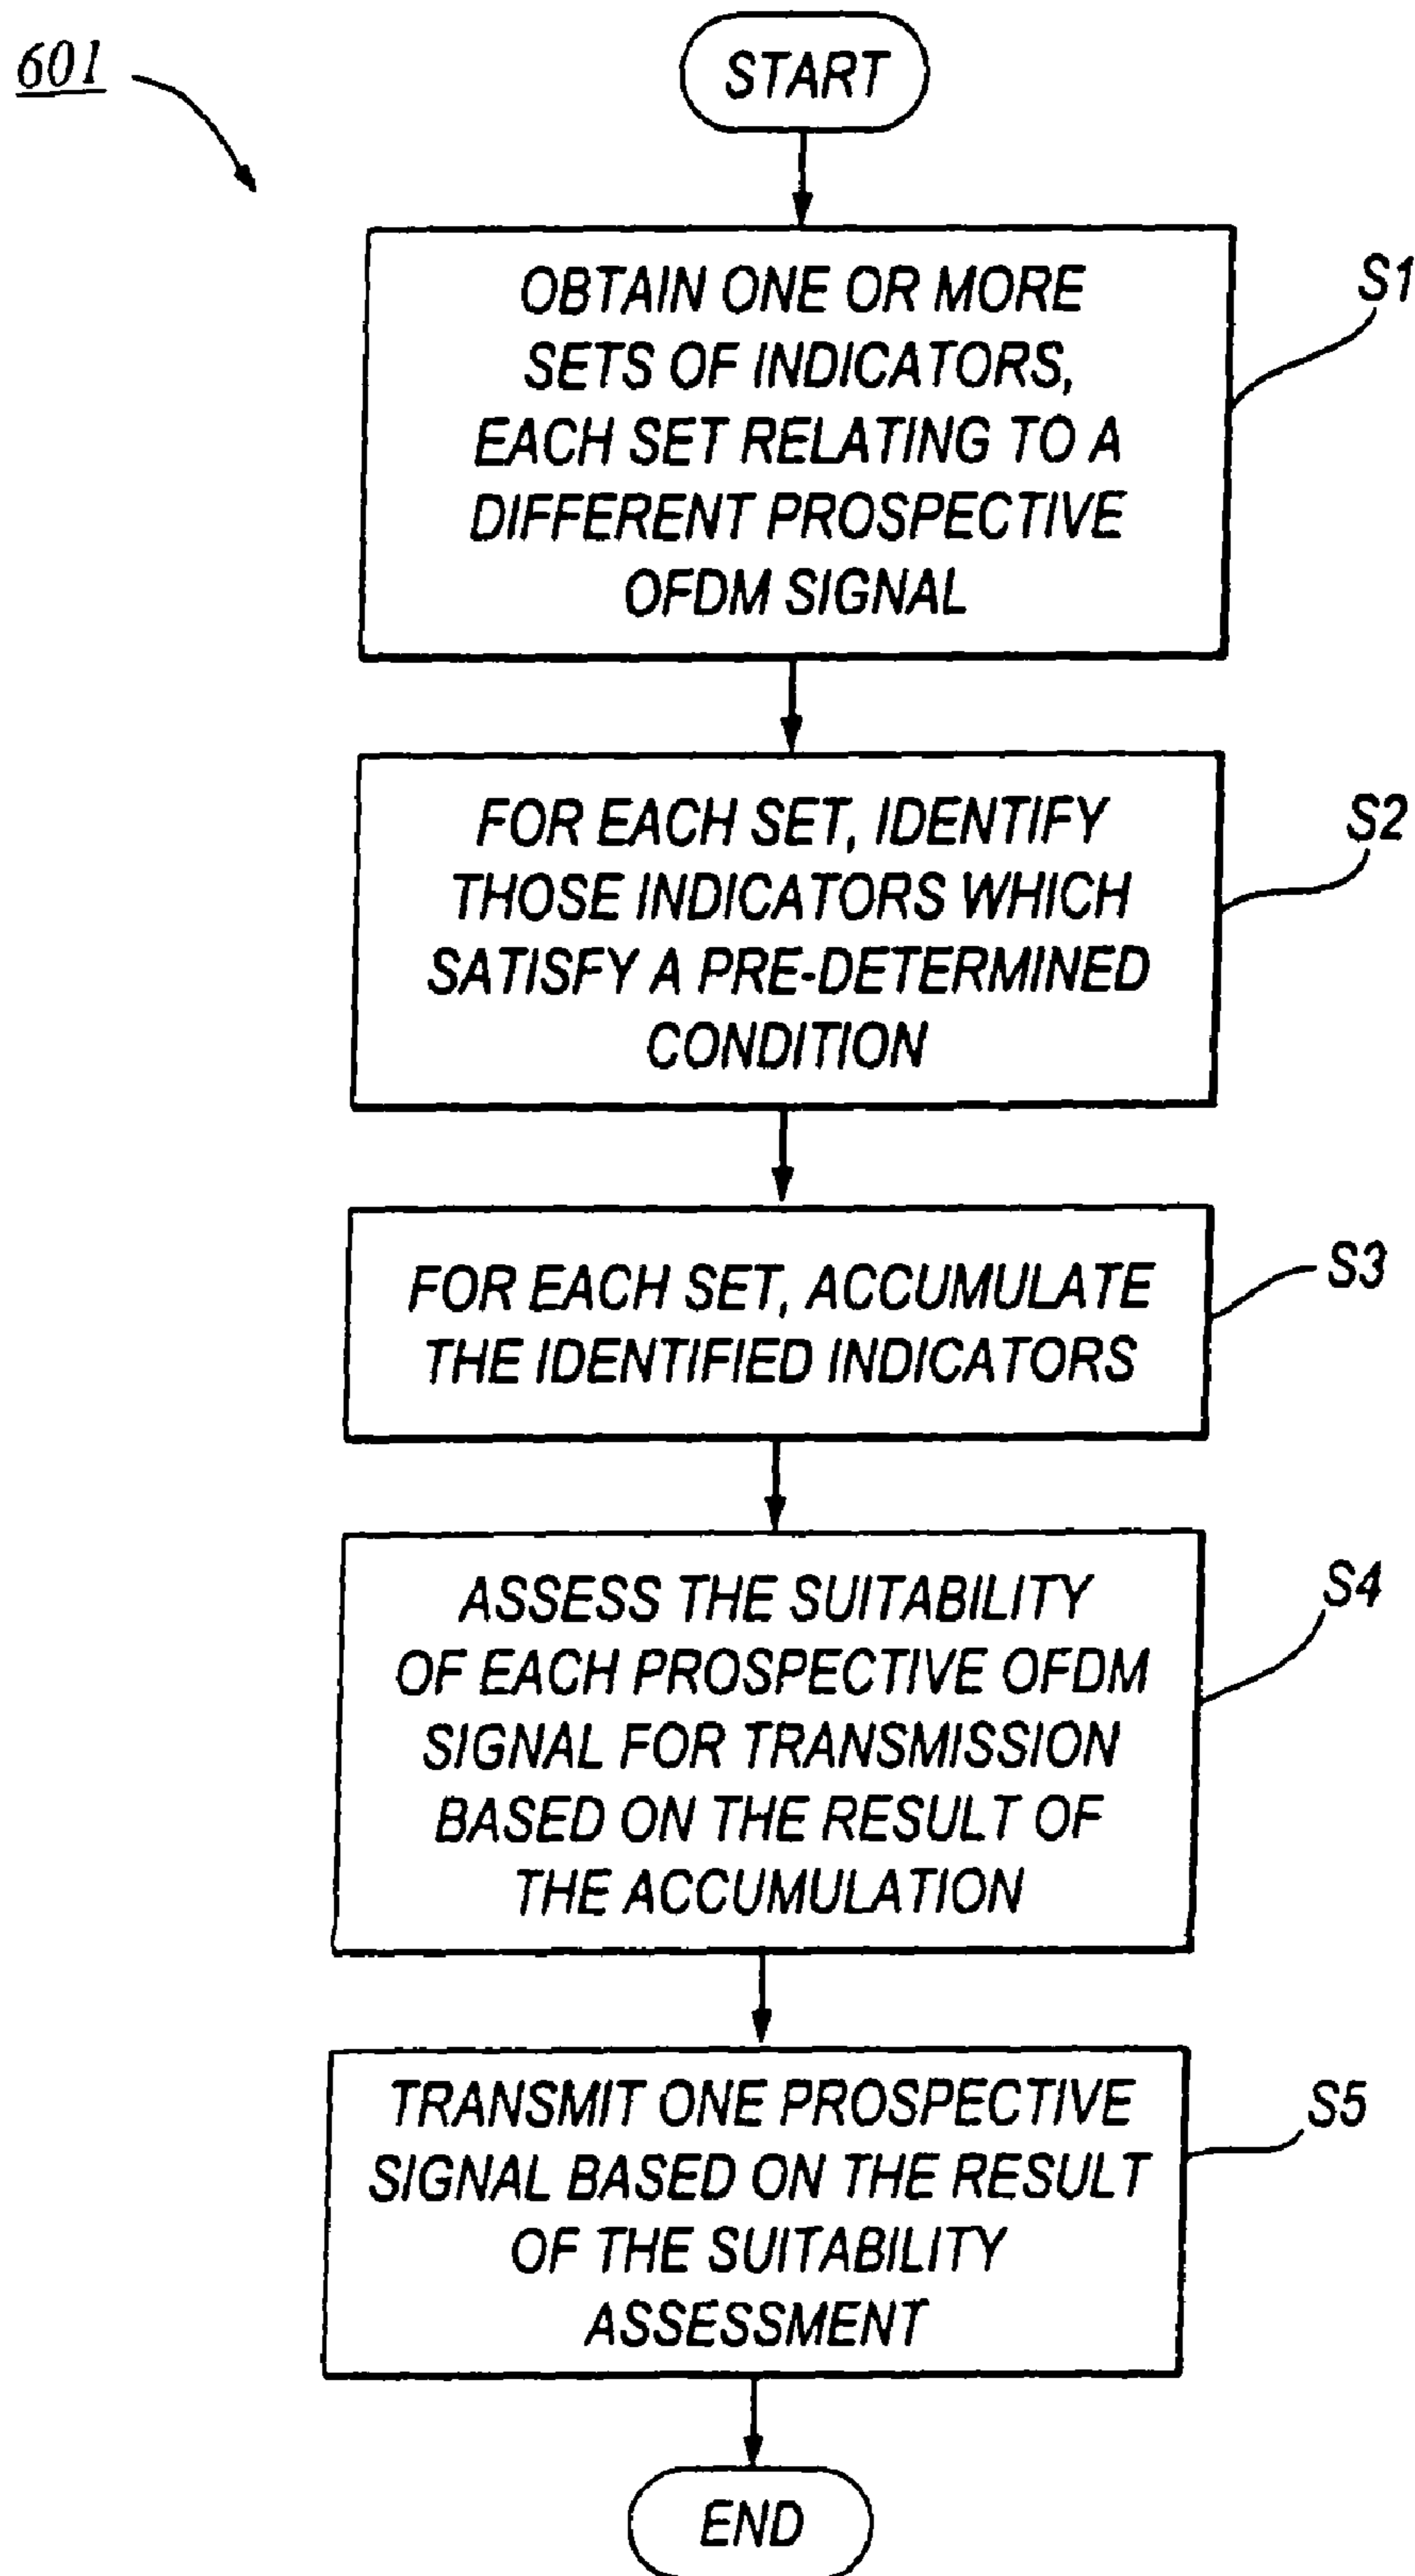 601
START
OBTAIN ONE OR MORE
SETS OF INDICATORS,
EACH SET RELATING TO A
DIFFERENT PROSPECTIVE
OFDM SIGNAL
S1
FOR EACH SET, IDENTIFY
THOSE INDICATORS WHICH
SATISFY A PRE-DETERMINED
CONDITION
S2
FOR EACH SET, ACCUMULATE
THE IDENTIFIED INDICATORS
S3
ASSESS THE SUITABILITY
OF EACH PROSPECTIVE OFDM
SIGNAL FOR TRANSMISSION
BASED ON THE RESULT OF
THE ACCUMULATION
S4
TRANSMIT ONE PROSPECTIVE
SIGNAL BASED ON THE RESULT
OF THE SUITABILITY
ASSESSMENT
S5
END